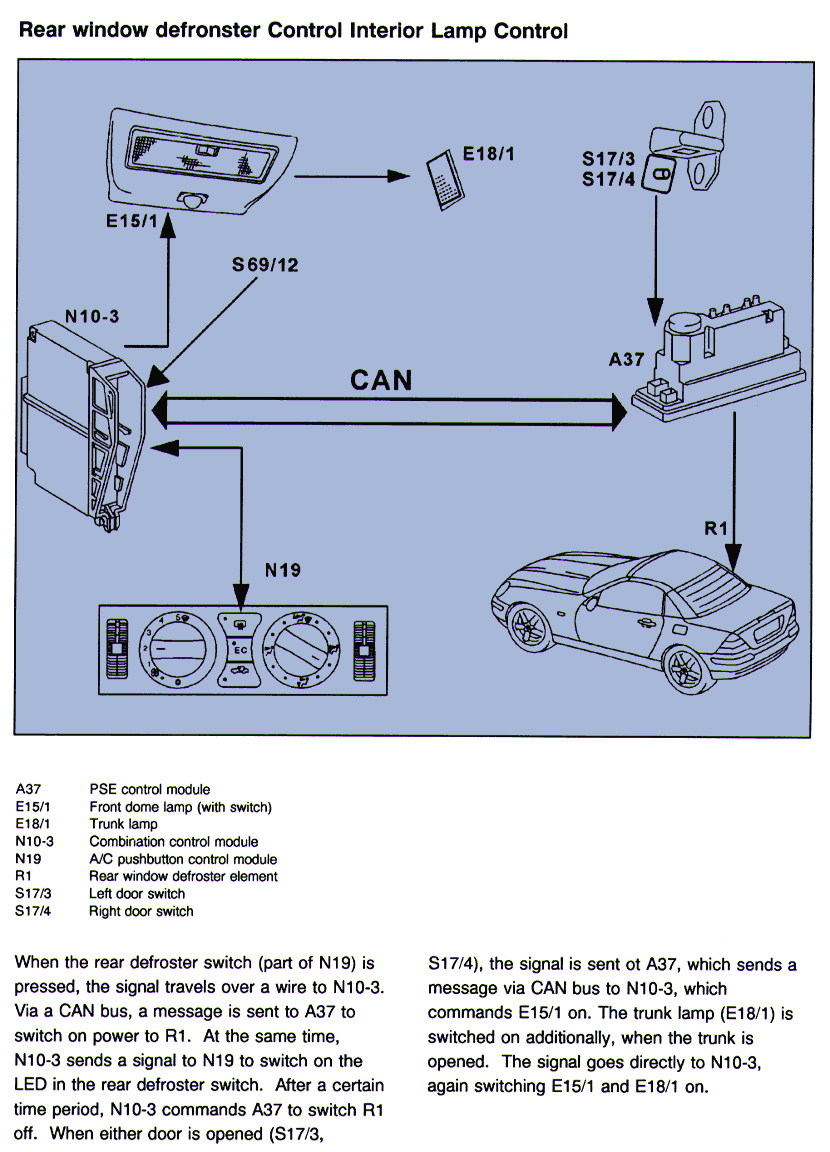 Rear window defronster Control Interior Lamp Control
E18/1
S17/3
S17/4
E15/1
S69/12
N10-3
A37
CAN
R1
N19
5
4
3
2
1
0
EC
A37 PSE control module
E15/1 Front dome lamp (with switch)
E18/1 Trunk lamp
N10-3 Combination control module
N19 A/C pushbutton control module
R1 Rear window defroster element
S17/3 Left door switch
S17/4 Right door switch
When the rear defroster switch (part of N19) is
pressed, the signal travels over a wire to N10-3.
Via a CAN bus, a message is sent to A37 to
switch on power to R1. At the same time,
N10-3 sends a signal to N19 to switch on the
LED in the rear defroster switch. After a certain
time period, N10-3 commands A37 to switch R1
off. When either door is opened (S17/3,
S17/4), the signal is sent ot A37, which sends a
message via CAN bus to N10-3, which
commands E15/1 on. The trunk lamp (E18/1) is
switched on additionally, when the trunk is
opened. The signal goes directly to N10-3,
again switching E15/1 and E18/1 on.